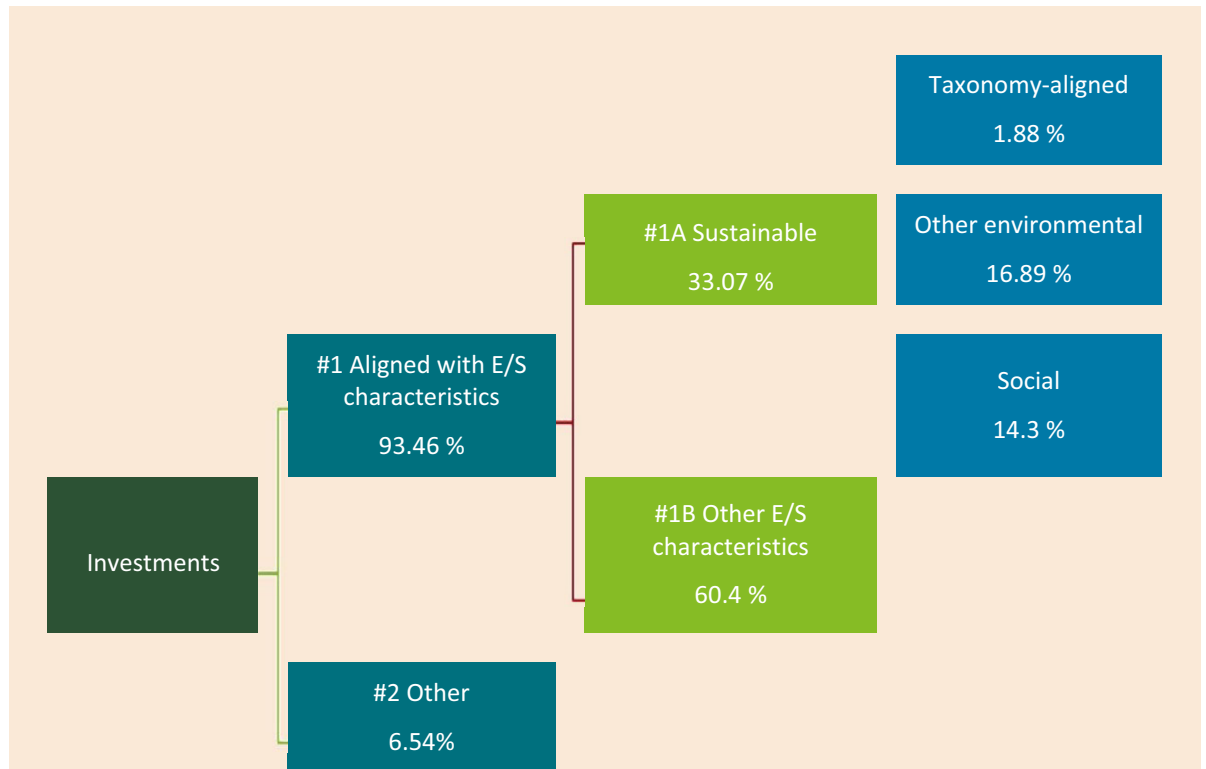 Taxonomy-aligned
1.88 %
#1A Sustainable
33.07 %
Other environmental
16.89 %
#1 Aligned with E/S
characteristics
93.46 %
Social
14.3 %
Investments
#1B Other E/S
characteristics
60.4 %
#2 Other
6.54%